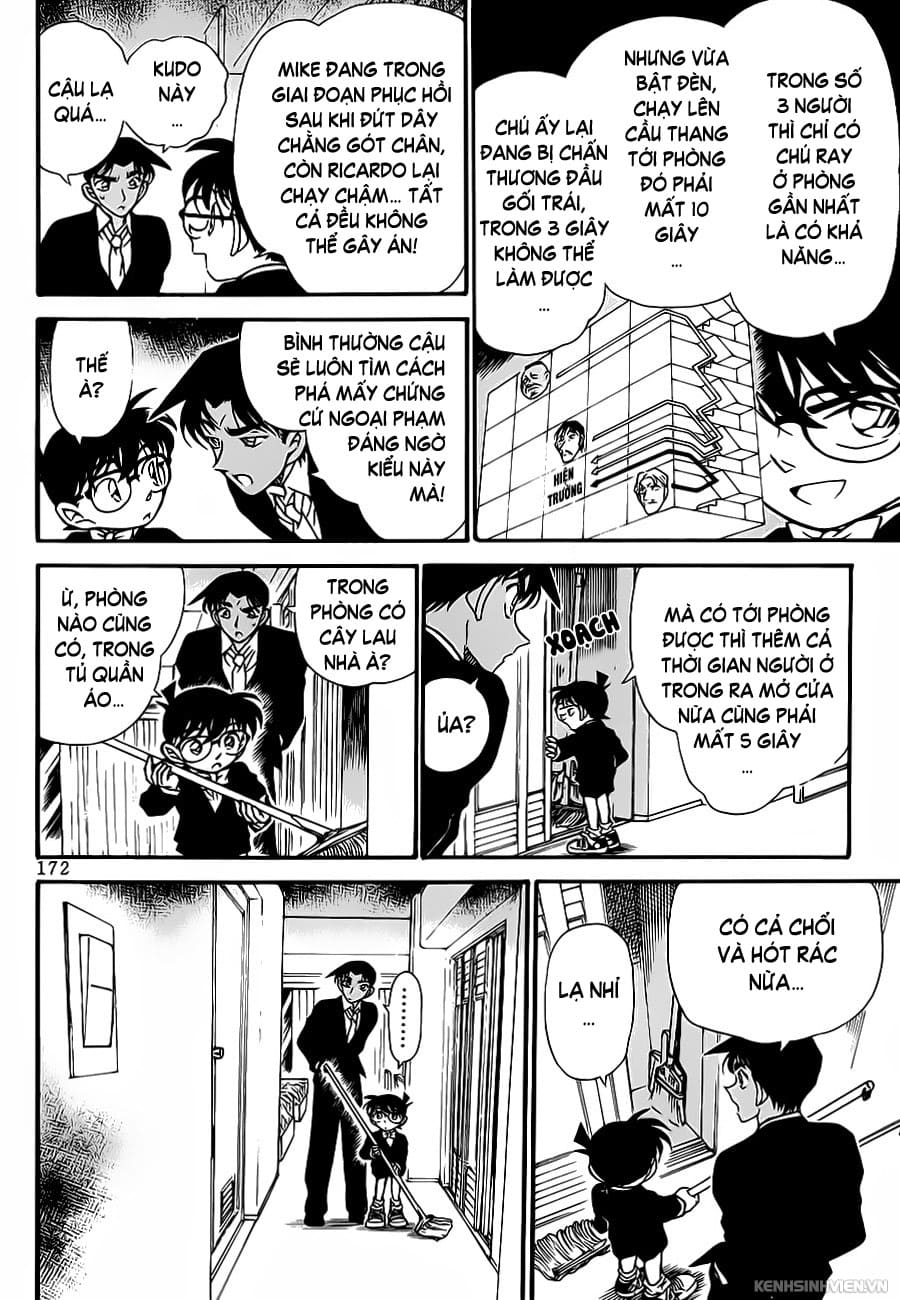 TRONG SỐ
3 NGƯỜI
THÌ CHỈ CÓ
CHÚ RAY
Ở PHÒNG
GẦN NHẤT
LÀ CÓ KHẢ
NĂNG...
NHƯNG VỪA
BẬT ĐÈN,
CHẠY LÊN
CẦU THANG
TỚI PHÒNG
ĐÓ PHẢI
MẤT 10
GIÂY
...
CHÚ ẤY LẠI
ĐANG BỊ CHẤN
THƯƠNG ĐẦU
GỐI TRÁI,
TRONG 3 GIÂY
KHÔNG THỂ
LÀM ĐƯỢC
...
HIỆN
TRƯỜNG
MIKE ĐANG TRONG
GIAI ĐOẠN PHỤC HỒI
SAU KHI ĐỨT DÂY
CHẰNG GÓT CHÂN,
CÒN RICARDO LẠI
CHẠY CHẬM... TẤT
CẢ ĐỀU KHÔNG
THỂ GÂY ÁN!
KUDO
NÀY
...
CẬU LẠ
QUÁ...
BÌNH THƯỜNG CẬU
SẼ LUÔN TÌM CÁCH
PHÁ MẤY CHỨNG
CỨ NGOẠI PHẠM
ĐÁNG NGỜ
KIỂU NÀY
MÀ!
THẾ
À?
MÀ CÓ TỚI PHÒNG
ĐƯỢC THÌ THÊM CẢ
THỜI GIAN NGƯỜI Ở
TRONG RA MỞ CỬA
NỮA CŨNG PHẢI
MẤT 5 GIÂY
...
XOẠCH
ỦA?
TRONG
PHÒNG CÓ
CÂY LAU
NHÀ À?
Ừ, PHÒNG
NÀO CŨNG
CÓ, TRONG
TỦ QUẦN
ÁO...
172
CÓ CẢ CHỔI
VÀ HÓT RÁC
NỮA...
LẠ NHỈ
...
.......
KENHSINHVIEN.VN